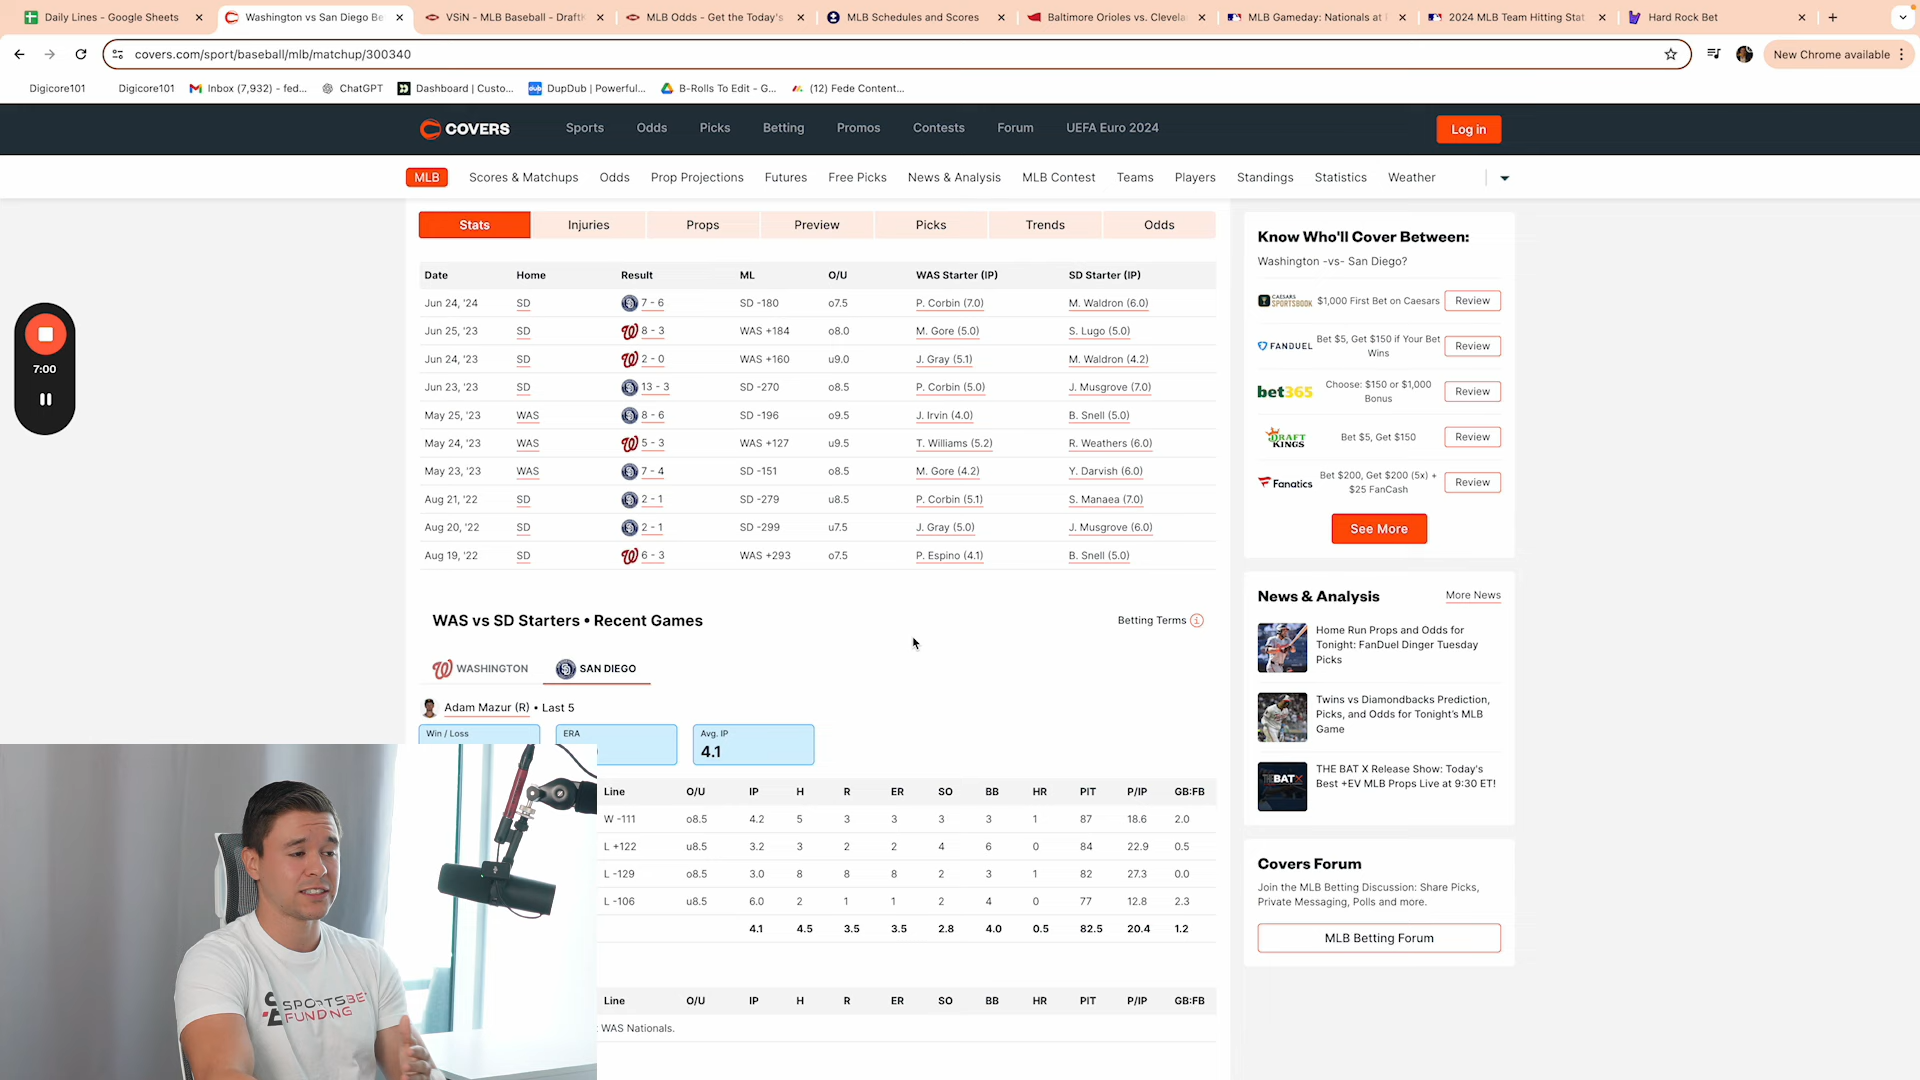 Daily Lines - Google Sheets
Washington vs San Diego Be
VSiN - MLB Baseball - Draftk
MLB Odds - Get the Today's
MLB Schedules and Scores
Baltimore Orioles vs. Clevela
MLB Gameday: Nationals at
2024 MLB Team Hitting Stat
Hard Rock Bet
covers.com/sport/baseball/mlb/matchup/300340
New Chrome available
Digicore101 Digicore101 Inbox (7,932) - fed... ChatGPT Dashboard | Custo... DupDub | Powerful... B-Rolls To Edit - G... (12) Fede Content...
COVERS Sports Odds Picks Betting Promos Contests Forum UEFA Euro 2024 Log in
MLB Scores & Matchups Odds Prop Projections Futures Free Picks News & Analysis MLB Contest Teams Players Standings Statistics Weather
Stats Injuries Props Preview Picks Trends Odds
Date Home Result ML O/U WAS Starter (IP) SD Starter (IP)
Jun 24, '24 SD 7 - 6 SD -180 o7.5 P. Corbin (7.0) M. Waldron (6.0)
Jun 25, '23 SD 8 - 3 WAS +184 o8.0 M. Gore (5.0) S. Lugo (5.0)
Jun 24, '23 SD 2 - 0 WAS +160 u9.0 J. Gray (5.1) M. Waldron (4.2)
Jun 23, '23 SD 13 - 3 SD -270 o8.5 P. Corbin (5.0) J. Musgrove (7.0)
May 25, '23 WAS 8 - 6 SD -196 o9.5 J. Irvin (4.0) B. Snell (5.0)
May 24, '23 WAS 5 - 3 WAS +127 u9.5 T. Williams (5.2) R. Weathers (6.0)
May 23, '23 WAS 7 - 4 SD -151 o8.5 M. Gore (4.2) Y. Darvish (6.0)
Aug 21, '22 SD 2 - 1 SD -279 u8.5 P. Corbin (5.1) S. Manaea (7.0)
Aug 20, '22 SD 2 - 1 SD -299 u7.5 J. Gray (5.0) J. Musgrove (6.0)
Aug 19, '22 SD 6 - 3 WAS +293 o7.5 P. Espino (4.1) B. Snell (5.0)
7:00
WAS vs SD Starters • Recent Games
Betting Terms
WASHINGTON SAN DIEGO
Adam Mazur (R) • Last 5
Win / Loss ERA Avg. IP
4.1
Line O/U IP H R ER SO BB HR PIT P/IP GB:FB
W -111 o8.5 4.2 5 3 3 3 3 1 87 18.6 2.0
L +122 u8.5 3.2 3 2 2 4 6 0 84 22.9 0.5
L -129 o8.5 3.0 8 8 8 2 3 1 82 27.3 0.0
L -106 u8.5 6.0 2 1 1 2 4 0 77 12.8 2.3
4.1 4.5 3.5 3.5 2.8 4.0 0.5 82.5 20.4 1.2
Line O/U IP H R ER SO BB HR PIT P/IP GB:FB
WAS Nationals.
Know Who'll Cover Between:
Washington -vs- San Diego?
CAESARS SPORTSBOOK $1,000 First Bet on Caesars Review
FANDUEL Bet $5, Get $150 if Your Bet Wins Review
bet365 Choose: $150 or $1,000 Bonus Review
DRAFT KINGS Bet $5, Get $150 Review
Fanatics Bet $200, Get $200 (5x) + $25 FanCash Review
See More
News & Analysis More News
Home Run Props and Odds for
Tonight: FanDuel Dinger Tuesday
Picks
Twins vs Diamondbacks Prediction,
Picks, and Odds for Tonight's MLB
Game
THE BAT X
THE BAT X Release Show: Today's
Best +EV MLB Props Live at 9:30 ET!
Covers Forum
Join the MLB Betting Discussion: Share Picks,
Private Messaging, Polls and more.
MLB Betting Forum
SPORTSBET
FUNDNG